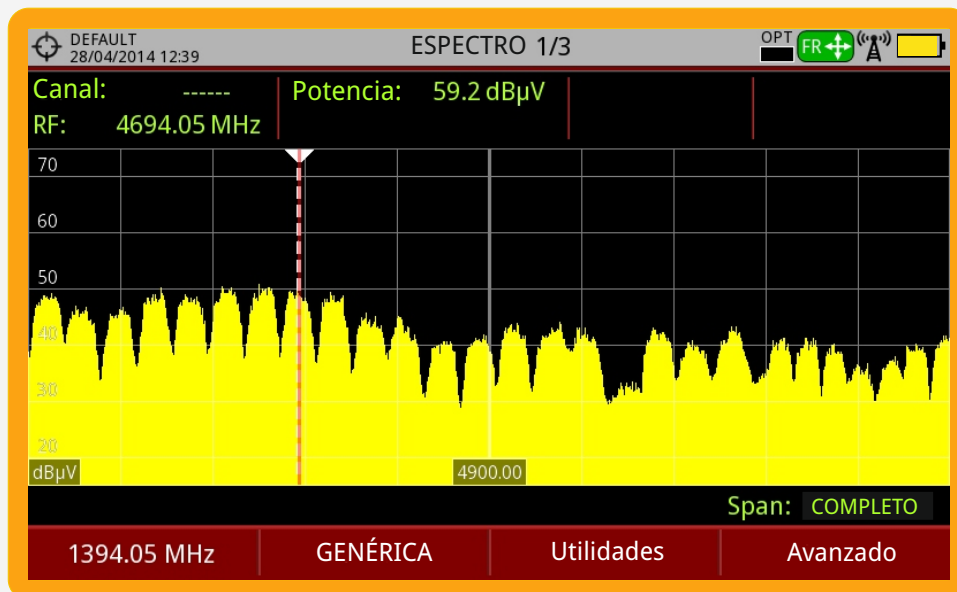 DEFAULT
28/04/2014 12:39
ESPECTRO 1/3
OPT
FR
Canal: ------
Potencia: 59.2 dBµV
RF: 4694.05 MHz
70
60
50
40
30
20
dBµV
4900.00
Span: COMPLETO
1394.05 MHz
GENÉRICA
Utilidades
Avanzado